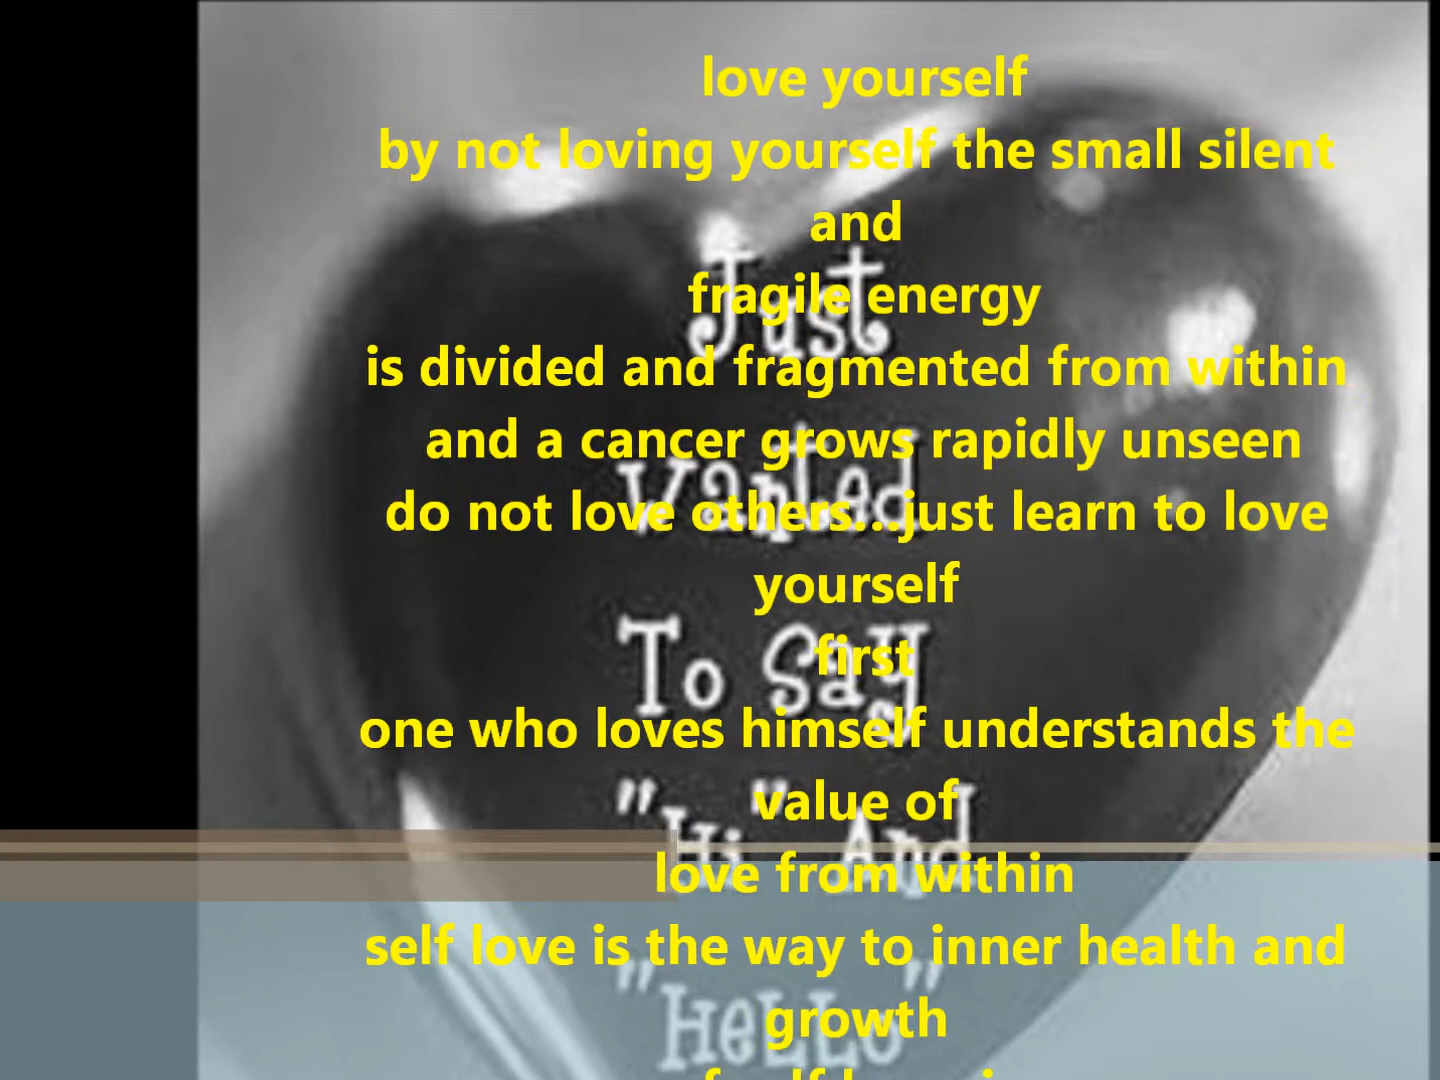 love yourself
by not loving yourself the small silent
and
fragile energy
is divided and fragmented from within
and a cancer grows rapidly unseen
do not love others...just learn to love
yourself
first
one who loves himself understands the
value of
love from within
self love is the way to inner health and
growth
Just
Wanted
To Say
"Hi" And
"HeLLo"